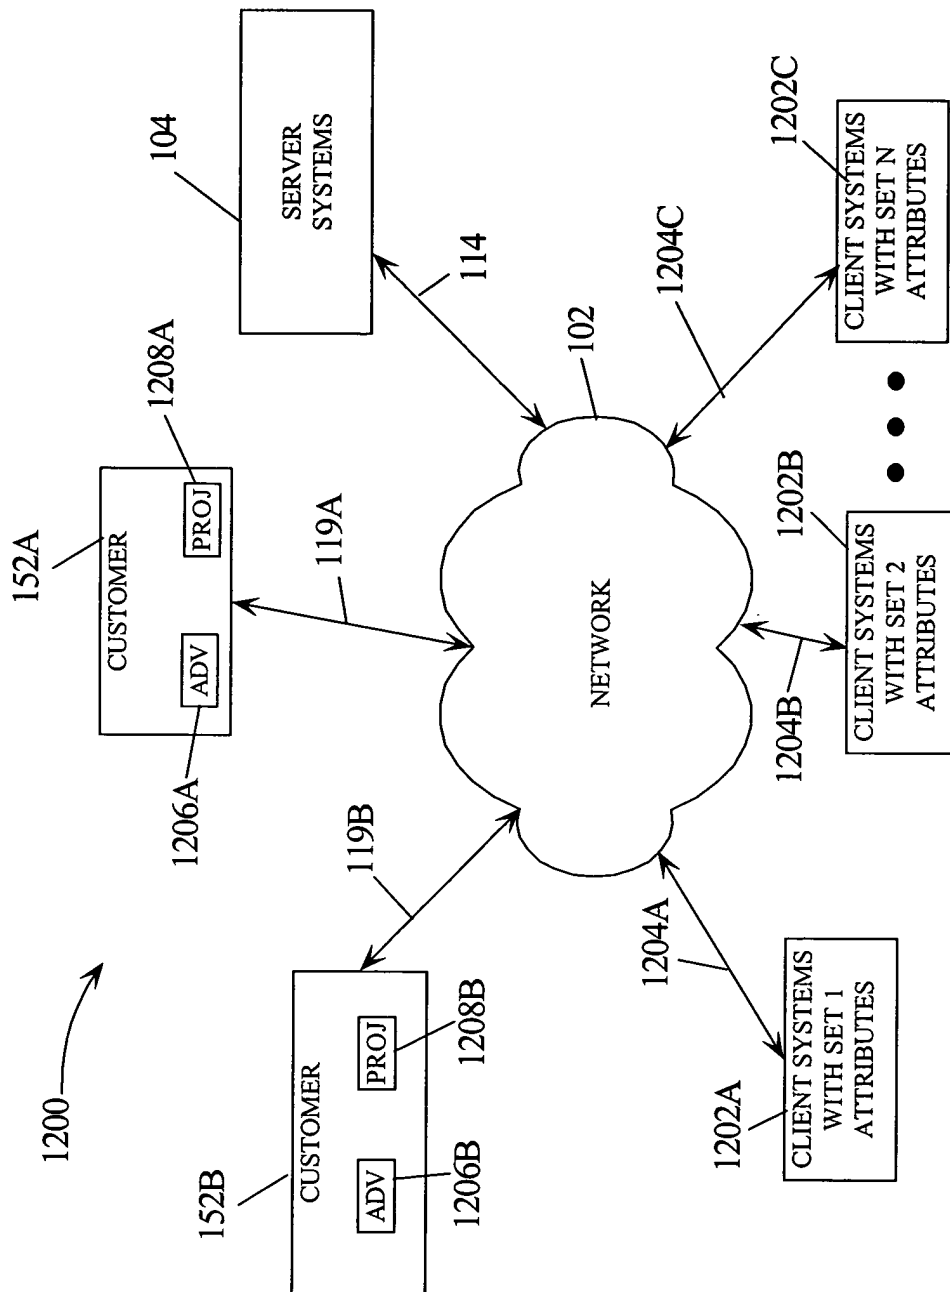 1200
152B
CUSTOMER
ADV
PROJ
1206B
1208B
119B
152A
CUSTOMER
ADV
PROJ
1206A
1208A
119A
104
SERVER
SYSTEMS
114
NETWORK
102
1204A
1202A
CLIENT SYSTEMS
WITH SET 1
ATTRIBUTES
1204B
1202B
CLIENT SYSTEMS
WITH SET 2
ATTRIBUTES
1204C
1202C
CLIENT SYSTEMS
WITH SET N
ATTRIBUTES